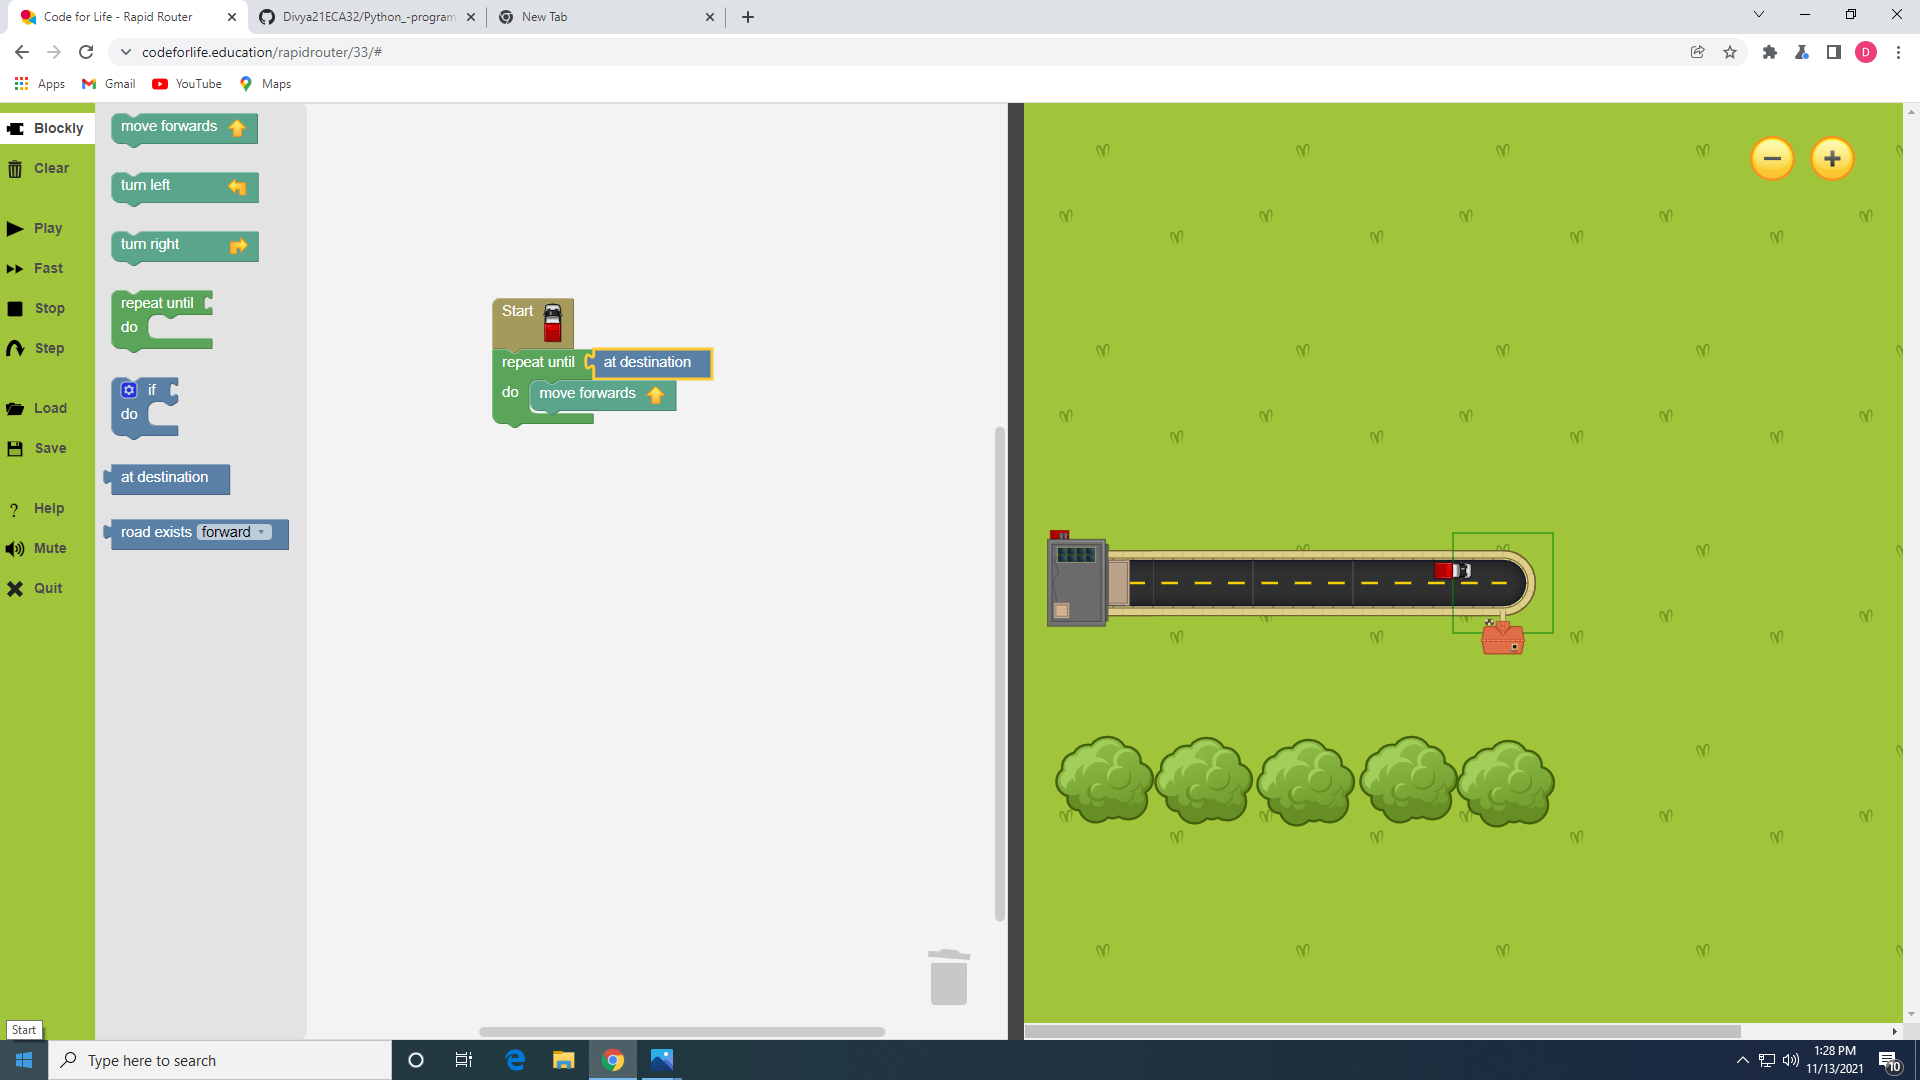 Code for Life - Rapid Router
Divya21ECA32/Python_-program
New Tab
codeforlife.education/rapidrouter/33/#
D
Apps
Gmail
YouTube
Maps
Blockly
Clear
Play
Fast
Stop
Step
Load
Save
Help
Mute
Quit
move forwards
turn left
turn right
repeat until
do
if
do
at destination
road exists forward
Start
repeat until at destination
do move forwards
Start
Type here to search
1:28 PM
11/13/2021
10